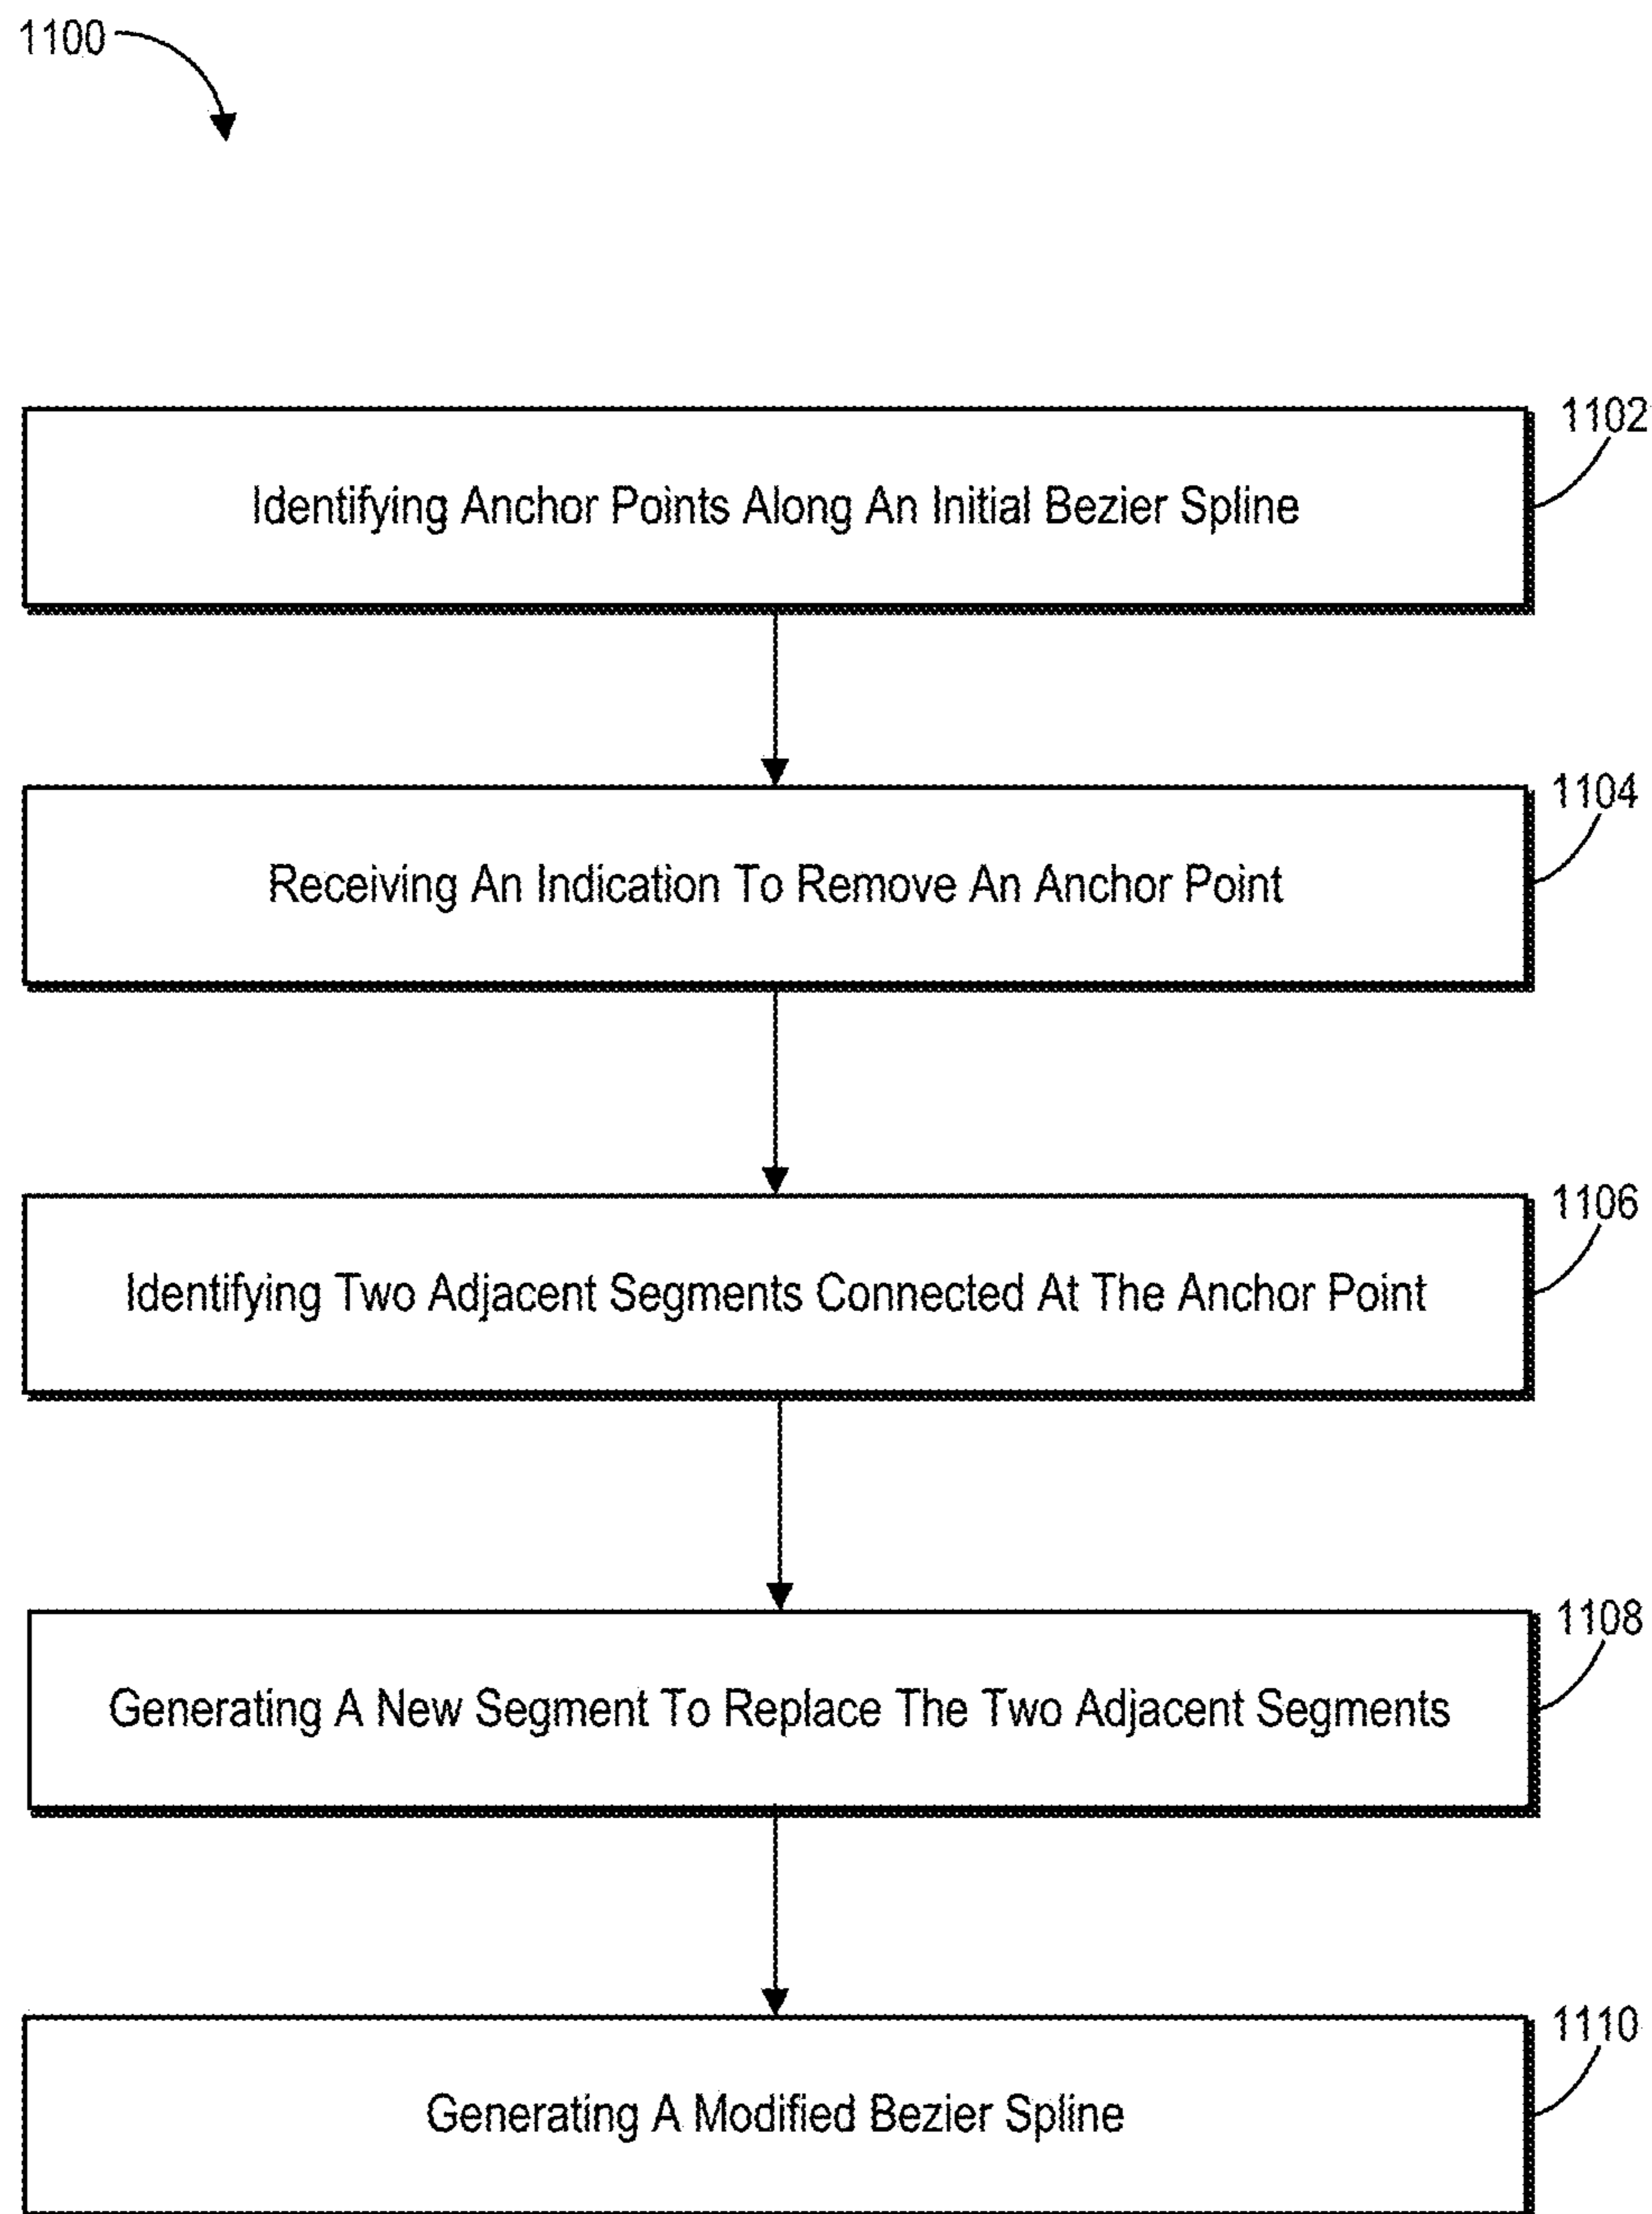 1100
1102
Identifying Anchor Points Along An Initial Bezier Spline
1104
Receiving An Indication To Remove An Anchor Point
1106
Identifying Two Adjacent Segments Connected At The Anchor Point
1108
Generating A New Segment To Replace The Two Adjacent Segments
1110
Generating A Modified Bezier Spline